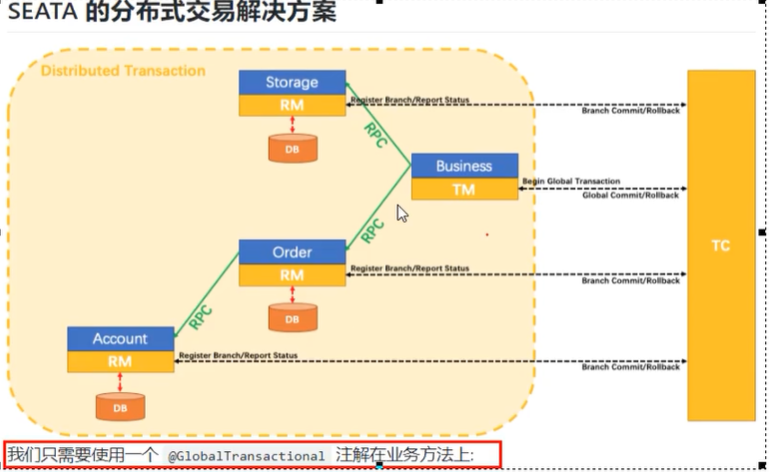 SEATA 的分布式交易解决方案
Distributed Transaction
Storage
RM
DB
Register Branch/Report Status
Branch Commit/Rollback
RPC
Business
TM
Begin Global Transaction
Global Commit/Rollback
TC
RPC
Order
RM
DB
Register Branch/Report Status
Branch Commit/Rollback
RPC
Account
RM
DB
Register Branch/Report Status
Branch Commit/Rollback
我们只需要使用一个 @GlobalTransactional 注解在业务方法上: